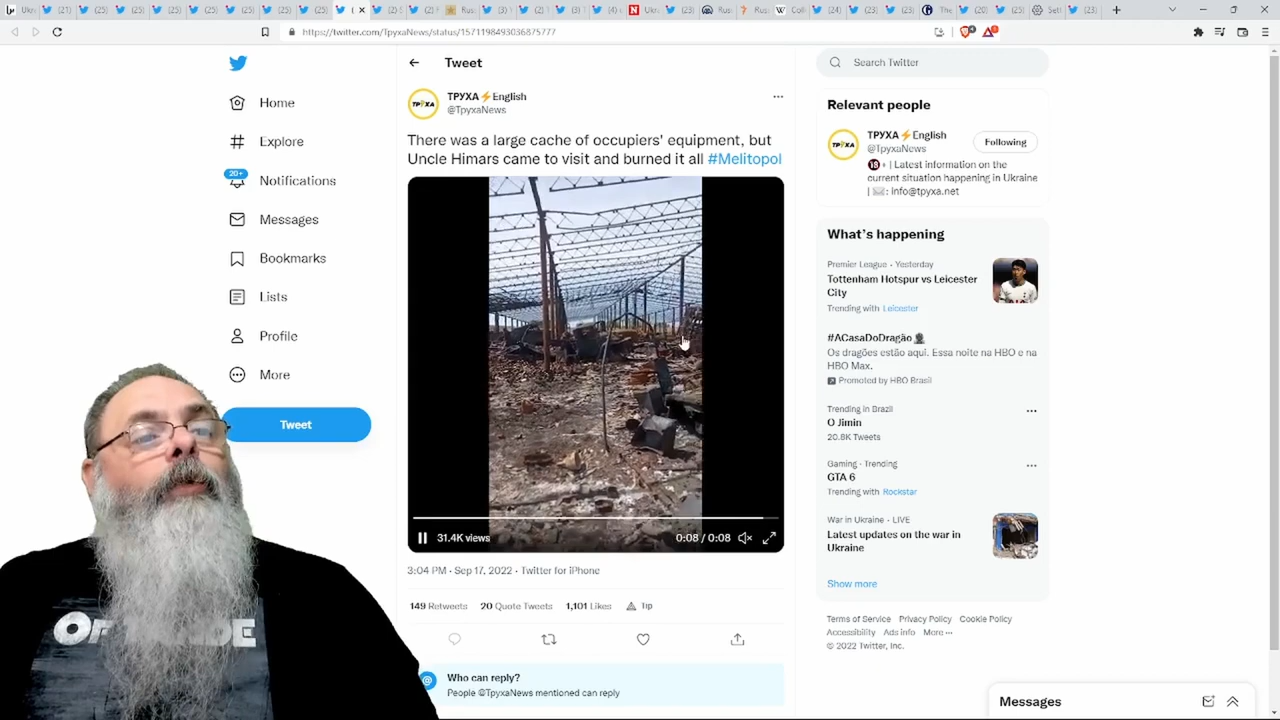 https://twitter.com/TpyxaNews/status/1571198493036875777
Home
Explore
20+
Notifications
Messages
Bookmarks
Lists
Profile
More
Tweet
Tweet
ТРУХА⚡English
@TpyxaNews
There was a large cache of occupiers' equipment, but
Uncle Himars came to visit and burned it all #Melitopol
31.4K views
0:08 / 0:08
3:04 PM · Sep 17, 2022 · Twitter for iPhone
149 Retweets 20 Quote Tweets 1,101 Likes Tip
Who can reply?
People @TpyxaNews mentioned can reply
Search Twitter
Relevant people
ТРУХА⚡English
@TpyxaNews
Following
🔞+ | Latest information on the
current situation happening in Ukraine
| ✉️: info@tpyxa.net
What's happening
Premier League · Yesterday
Tottenham Hotspur vs Leicester
City
Trending with Leicester
#ACasaDoDragão
Os dragões estão aqui. Essa noite na HBO e na
HBO Max.
Promoted by HBO Brasil
Trending in Brazil
O Jimin
20.8K Tweets
Gaming · Trending
GTA 6
Trending with Rockstar
War in Ukraine · LIVE
Latest updates on the war in
Ukraine
Show more
Terms of Service Privacy Policy Cookie Policy
Accessibility Ads info More ···
© 2022 Twitter, Inc.
Messages